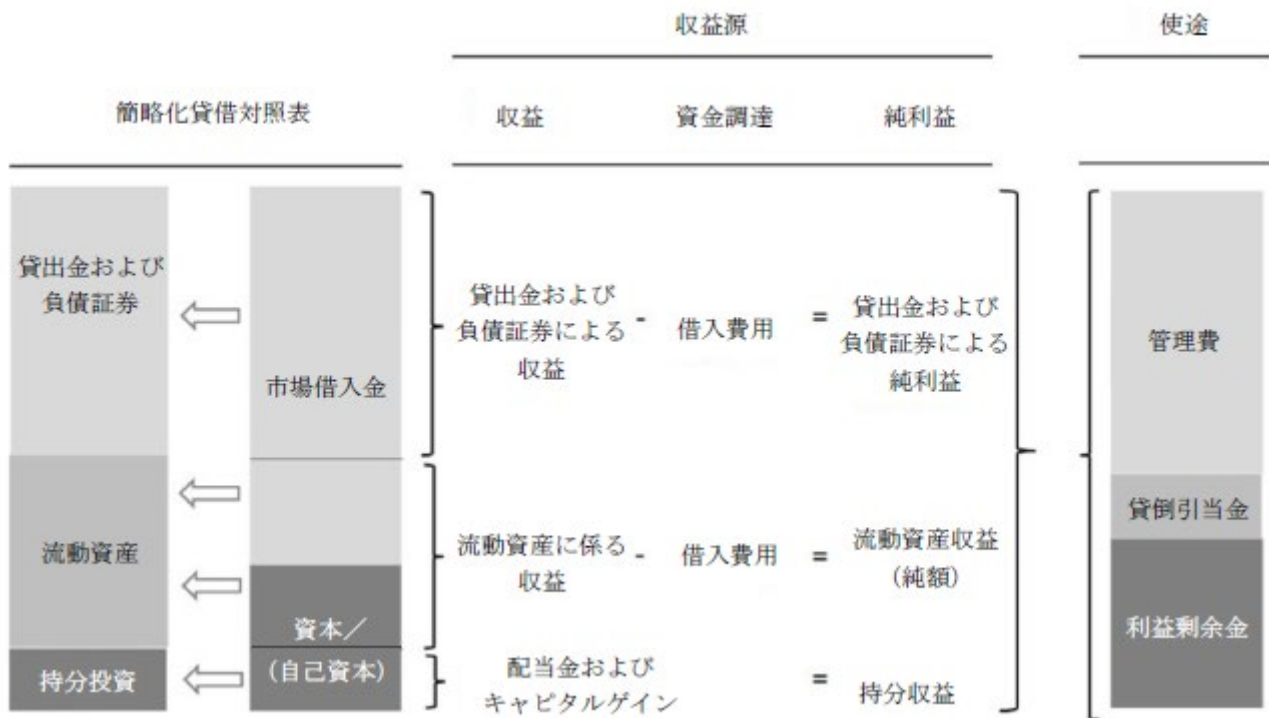 収益源
使途
簡略化貸借対照表
収益
資金調達
純利益
貸出金および
負債証券
市場借入金
貸出金および
負債証券による
収益
-
借入費用
=
貸出金および
負債証券による
純利益
管理費
流動資産
流動資産に係る
収益
-
借入費用
=
流動資産収益
(純額)
貸倒引当金
資本/
(自己資本)
利益剰余金
持分投資
配当金および
キャピタルゲイン
=
持分収益